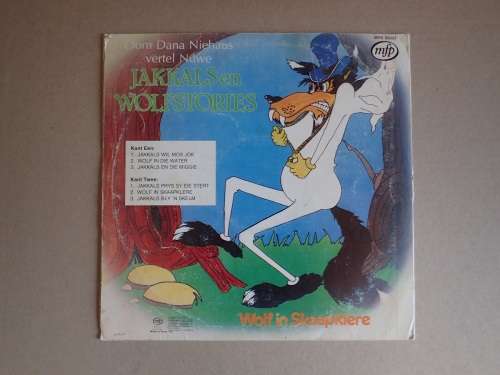 Oom Dana Niehaus
vertel Nuwe
JAKKALS en
WOLFSTORIES
mfp
Kant Een:
1. JAKKALS WIL MOS JOK
2. WOLF IN DIE WATER
3. JAKKALS EN DIE BIGGIE
Kant Twee:
1. JAKKALS PRYS SY EIE STERT
2. WOLF IN SKAAPKLERE
3. JAKKALS BLY 'N SKELM
Wolf in Skaapklere